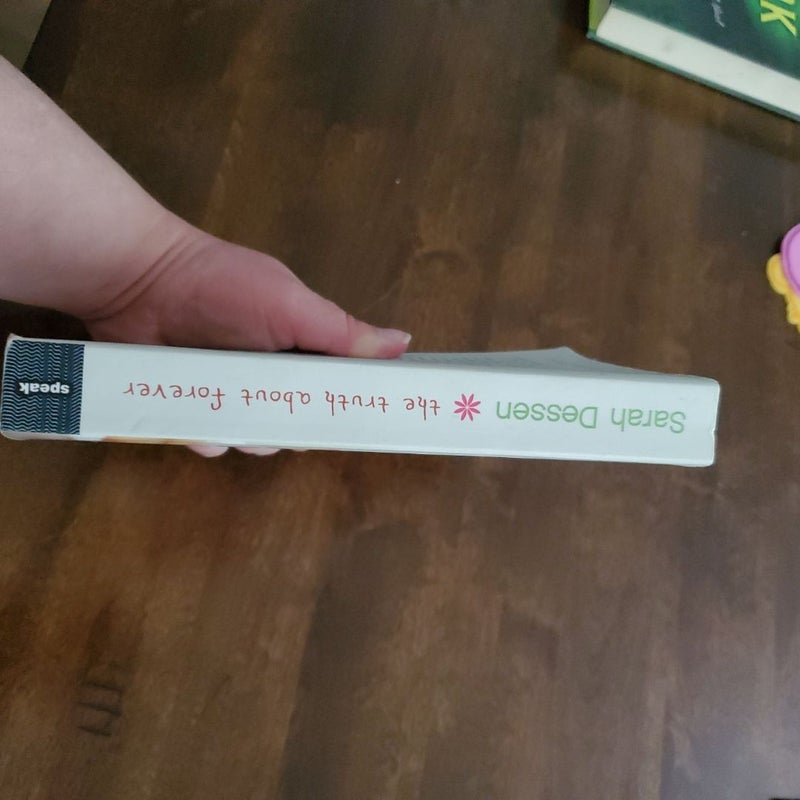 Sarah Dessen * the truth about forever
speak